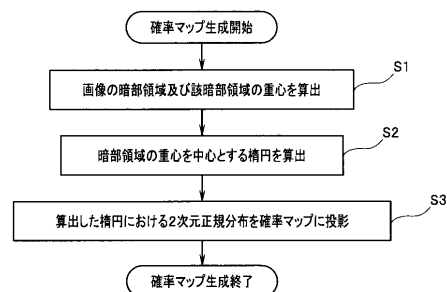 確率マップ生成開始
S1
画像の暗部領域及び該暗部領域の重心を算出
S2
暗部領域の重心を中心とする楕円を算出
S3
算出した楕円における2次元正規分布を確率マップに投影
確率マップ生成終了